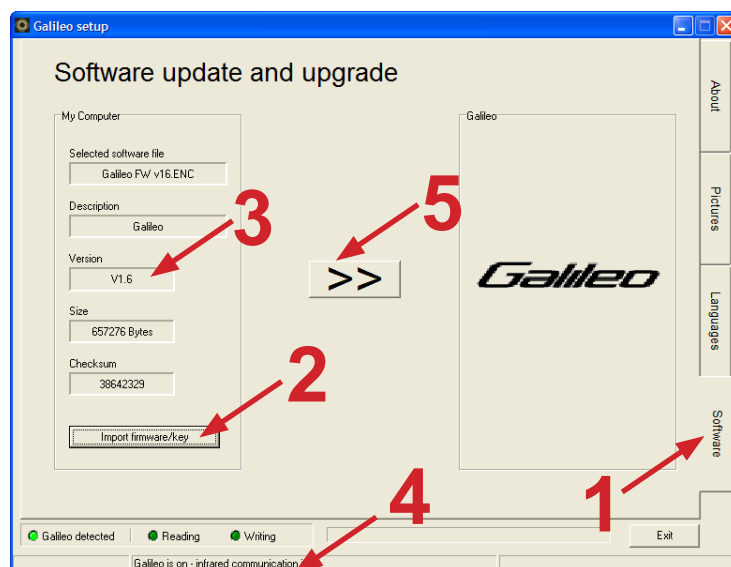 Galileo setup
Software update and upgrade
My Computer
Selected software file
Galileo FW v16.ENC
Description
Galileo
Version
V1.6
Size
657276 Bytes
Checksum
38642329
Import firmware/key
>>
Galileo
Galileo
About
Pictures
Languages
Software
1
2
3
4
5
Galileo detected
Reading
Writing
Exit
Galileo is on - infrared communication